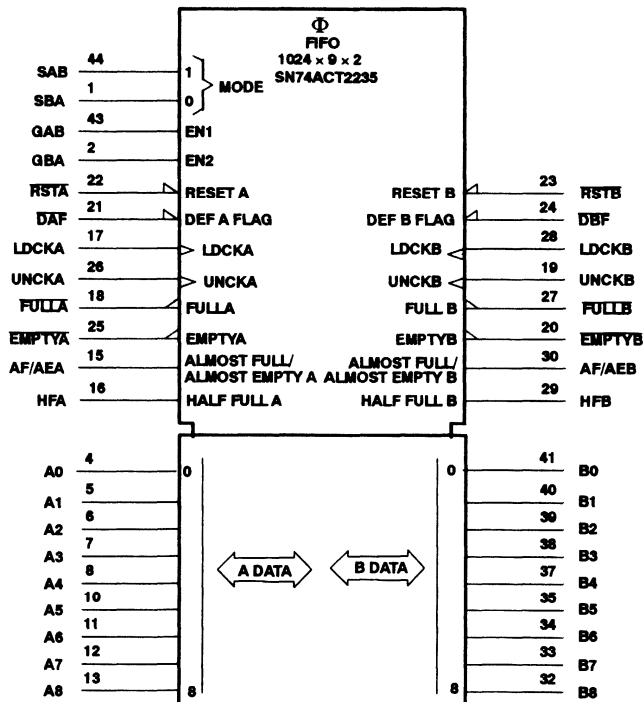 Φ
FIFO
1024 × 9 × 2
SN74ACT2235
SAB 44 1 MODE
SBA 1 0
GAB 43 EN1
GBA 2 EN2
RSTA 22 RESET A RESET B 23 RSTB
DAF 21 DEF A FLAG DEF B FLAG 24 DBF
LDCKA 17 LDCKA LDCKB 28 LDCKB
UNCKA 26 UNCKA UNCKB 19 UNCKB
FULLA 18 FULLA FULL B 27 FULLB
EMPTYA 25 EMPTYA EMPTYB 20 EMPTYB
AF/AEA 15 ALMOST FULL/ ALMOST FULL/ 30 AF/AEB
ALMOST EMPTY A ALMOST EMPTY B
HFA 16 HALF FULL A HALF FULL B 29 HFB
A0 4 0 0 41 B0
A1 5 40 B1
A2 6 39 B2
A3 7 38 B3
A DATA B DATA
A4 8 37 B4
A5 10 35 B5
A6 11 34 B6
A7 12 33 B7
A8 13 8 8 32 B8